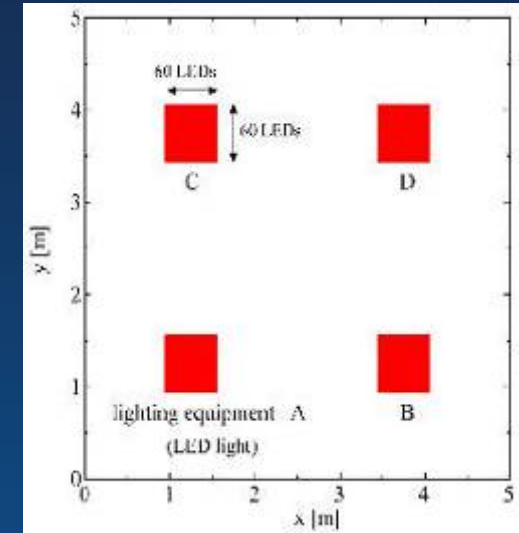 5
60 LEDs
4
60 LEDs
C
D
3
y [m]
2
1
lighting equipment A
B
(LED light)
0
0
1
2
3
4
5
x [m]